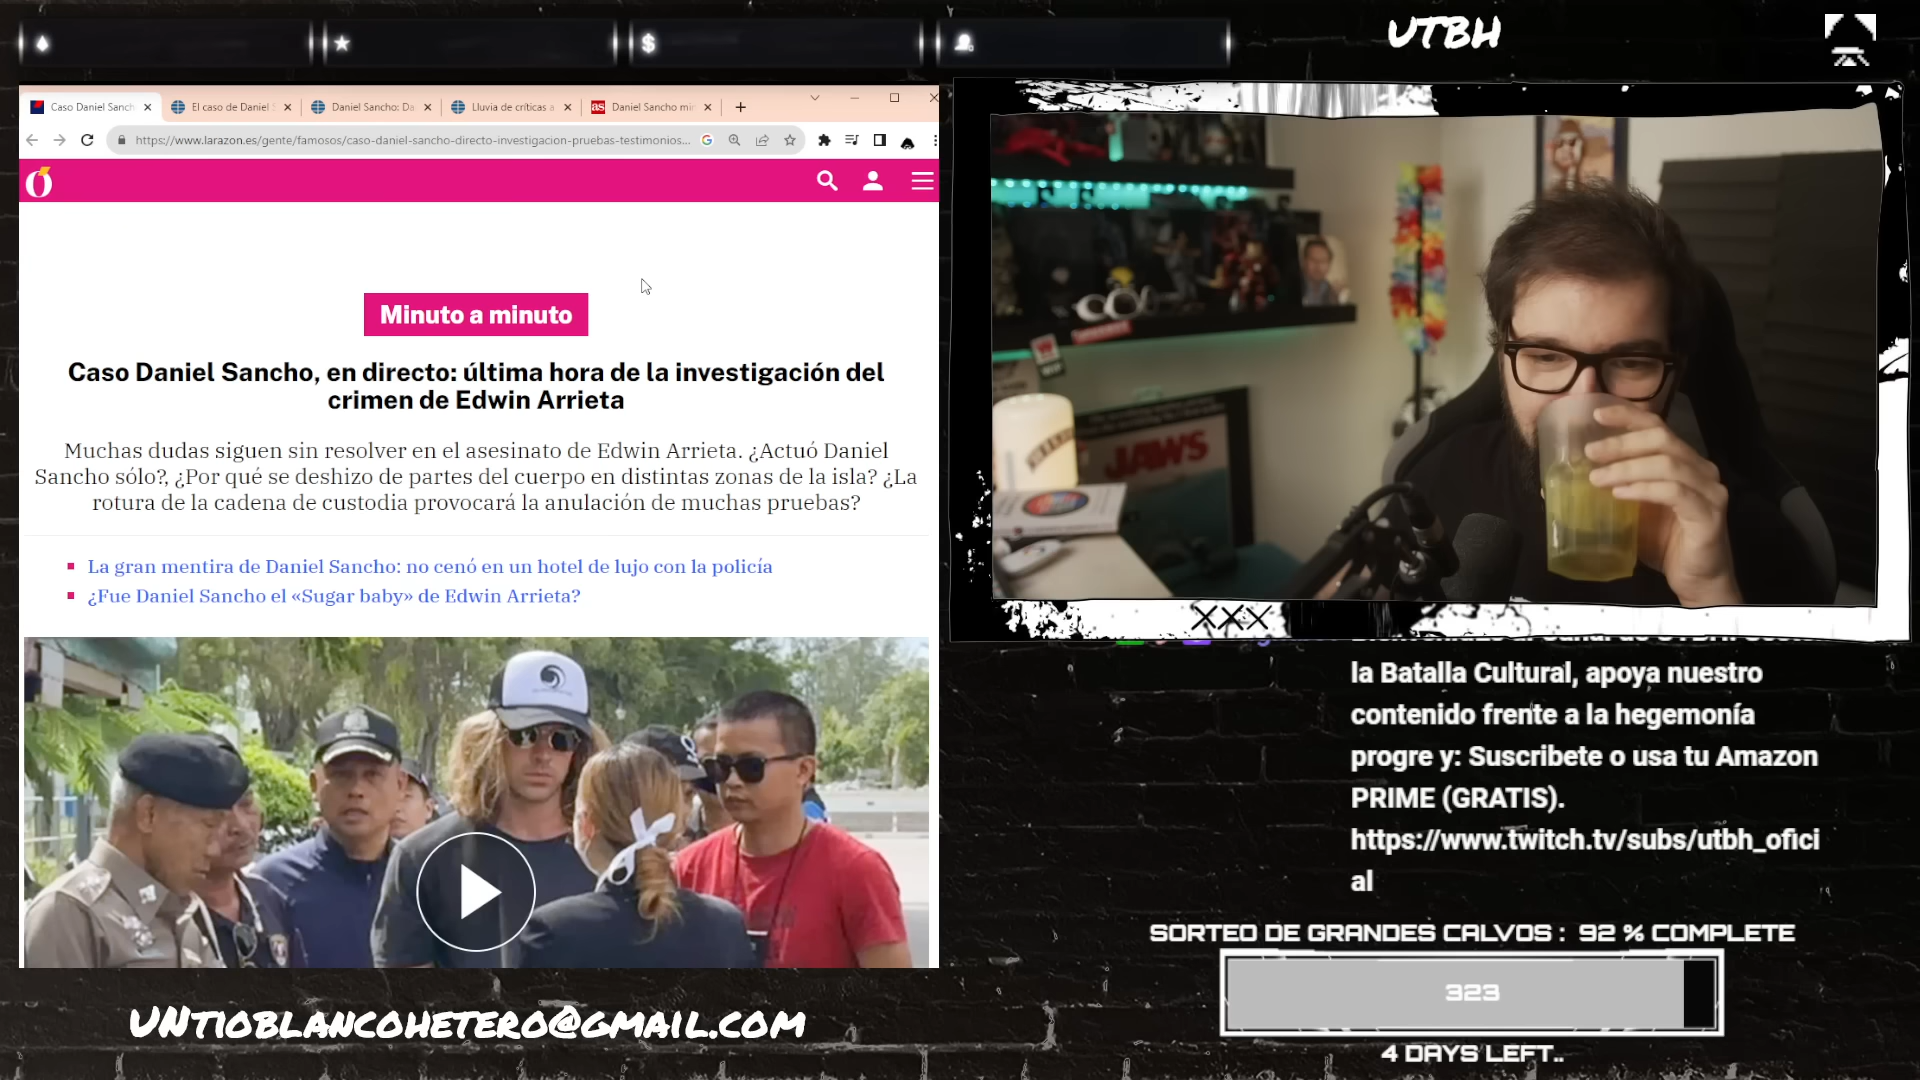 UTBH
Caso Daniel Sanch
El caso de Daniel S
Daniel Sancho: Da
Lluvia de críticas a
as
Daniel Sancho mi
https://www.larazon.es/gente/famosos/caso-daniel-sancho-directo-investigacion-pruebas-testimonios...
Minuto a minuto
Caso Daniel Sancho, en directo: última hora de la investigación del
crimen de Edwin Arrieta
Muchas dudas siguen sin resolver en el asesinato de Edwin Arrieta. ¿Actuó Daniel
Sancho sólo?, ¿Por qué se deshizo de partes del cuerpo en distintas zonas de la isla? ¿La
rotura de la cadena de custodia provocará la anulación de muchas pruebas?
La gran mentira de Daniel Sancho: no cenó en un hotel de lujo con la policía
¿Fue Daniel Sancho el «Sugar baby» de Edwin Arrieta?
JAWS
XXX
la Batalla Cultural, apoya nuestro
contenido frente a la hegemonía
progre y: Suscribete o usa tu Amazon
PRIME (GRATIS).
https://www.twitch.tv/subs/utbh_ofici
al
SORTEO DE GRANDES CALVOS : 92 % COMPLETE
323
4 DAYS LEFT..
UNTIOBLANCOHETERO@GMAIL.COM